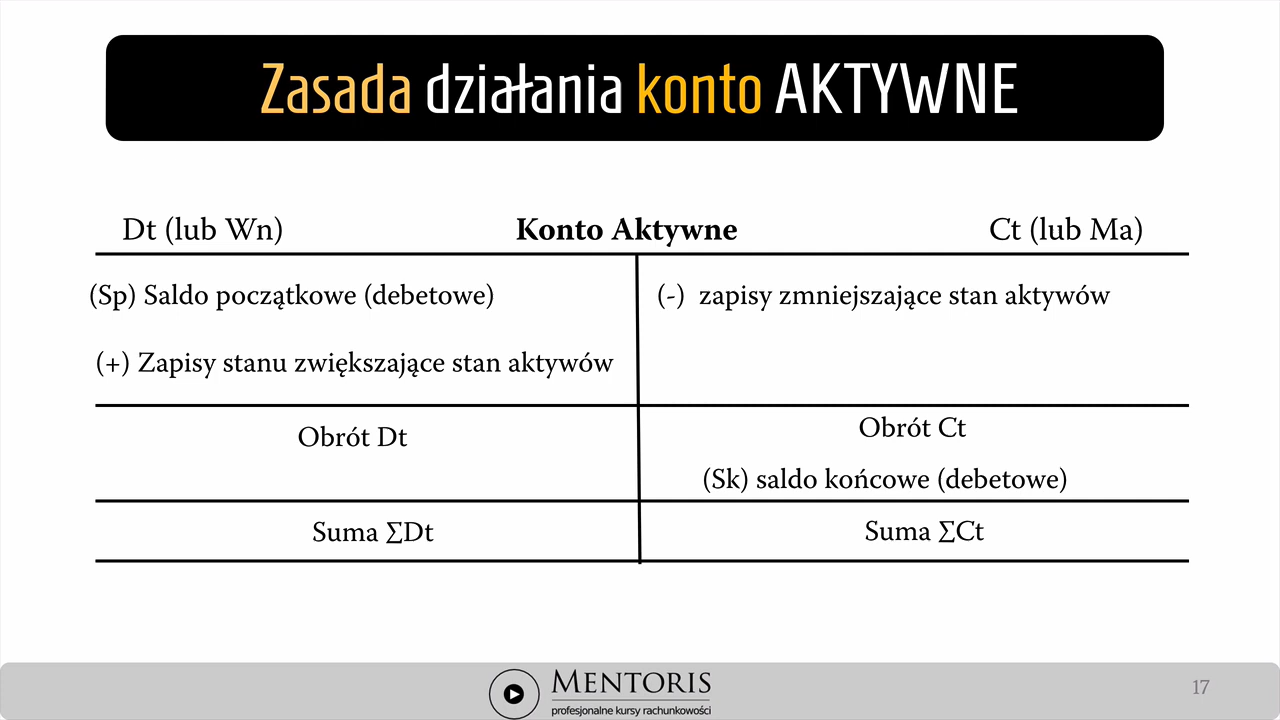 Zasada działania konto AKTYWNE
Dt (lub Wn) Konto Aktywne Ct (lub Ma)
(Sp) Saldo początkowe (debetowe)
(-) zapisy zmniejszające stan aktywów
(+) Zapisy stanu zwiększające stan aktywów
Obrót Dt
Obrót Ct
(Sk) saldo końcowe (debetowe)
Suma ∑Dt
Suma ∑Ct
MENTORIS
profesjonalne kursy rachunkowości
17